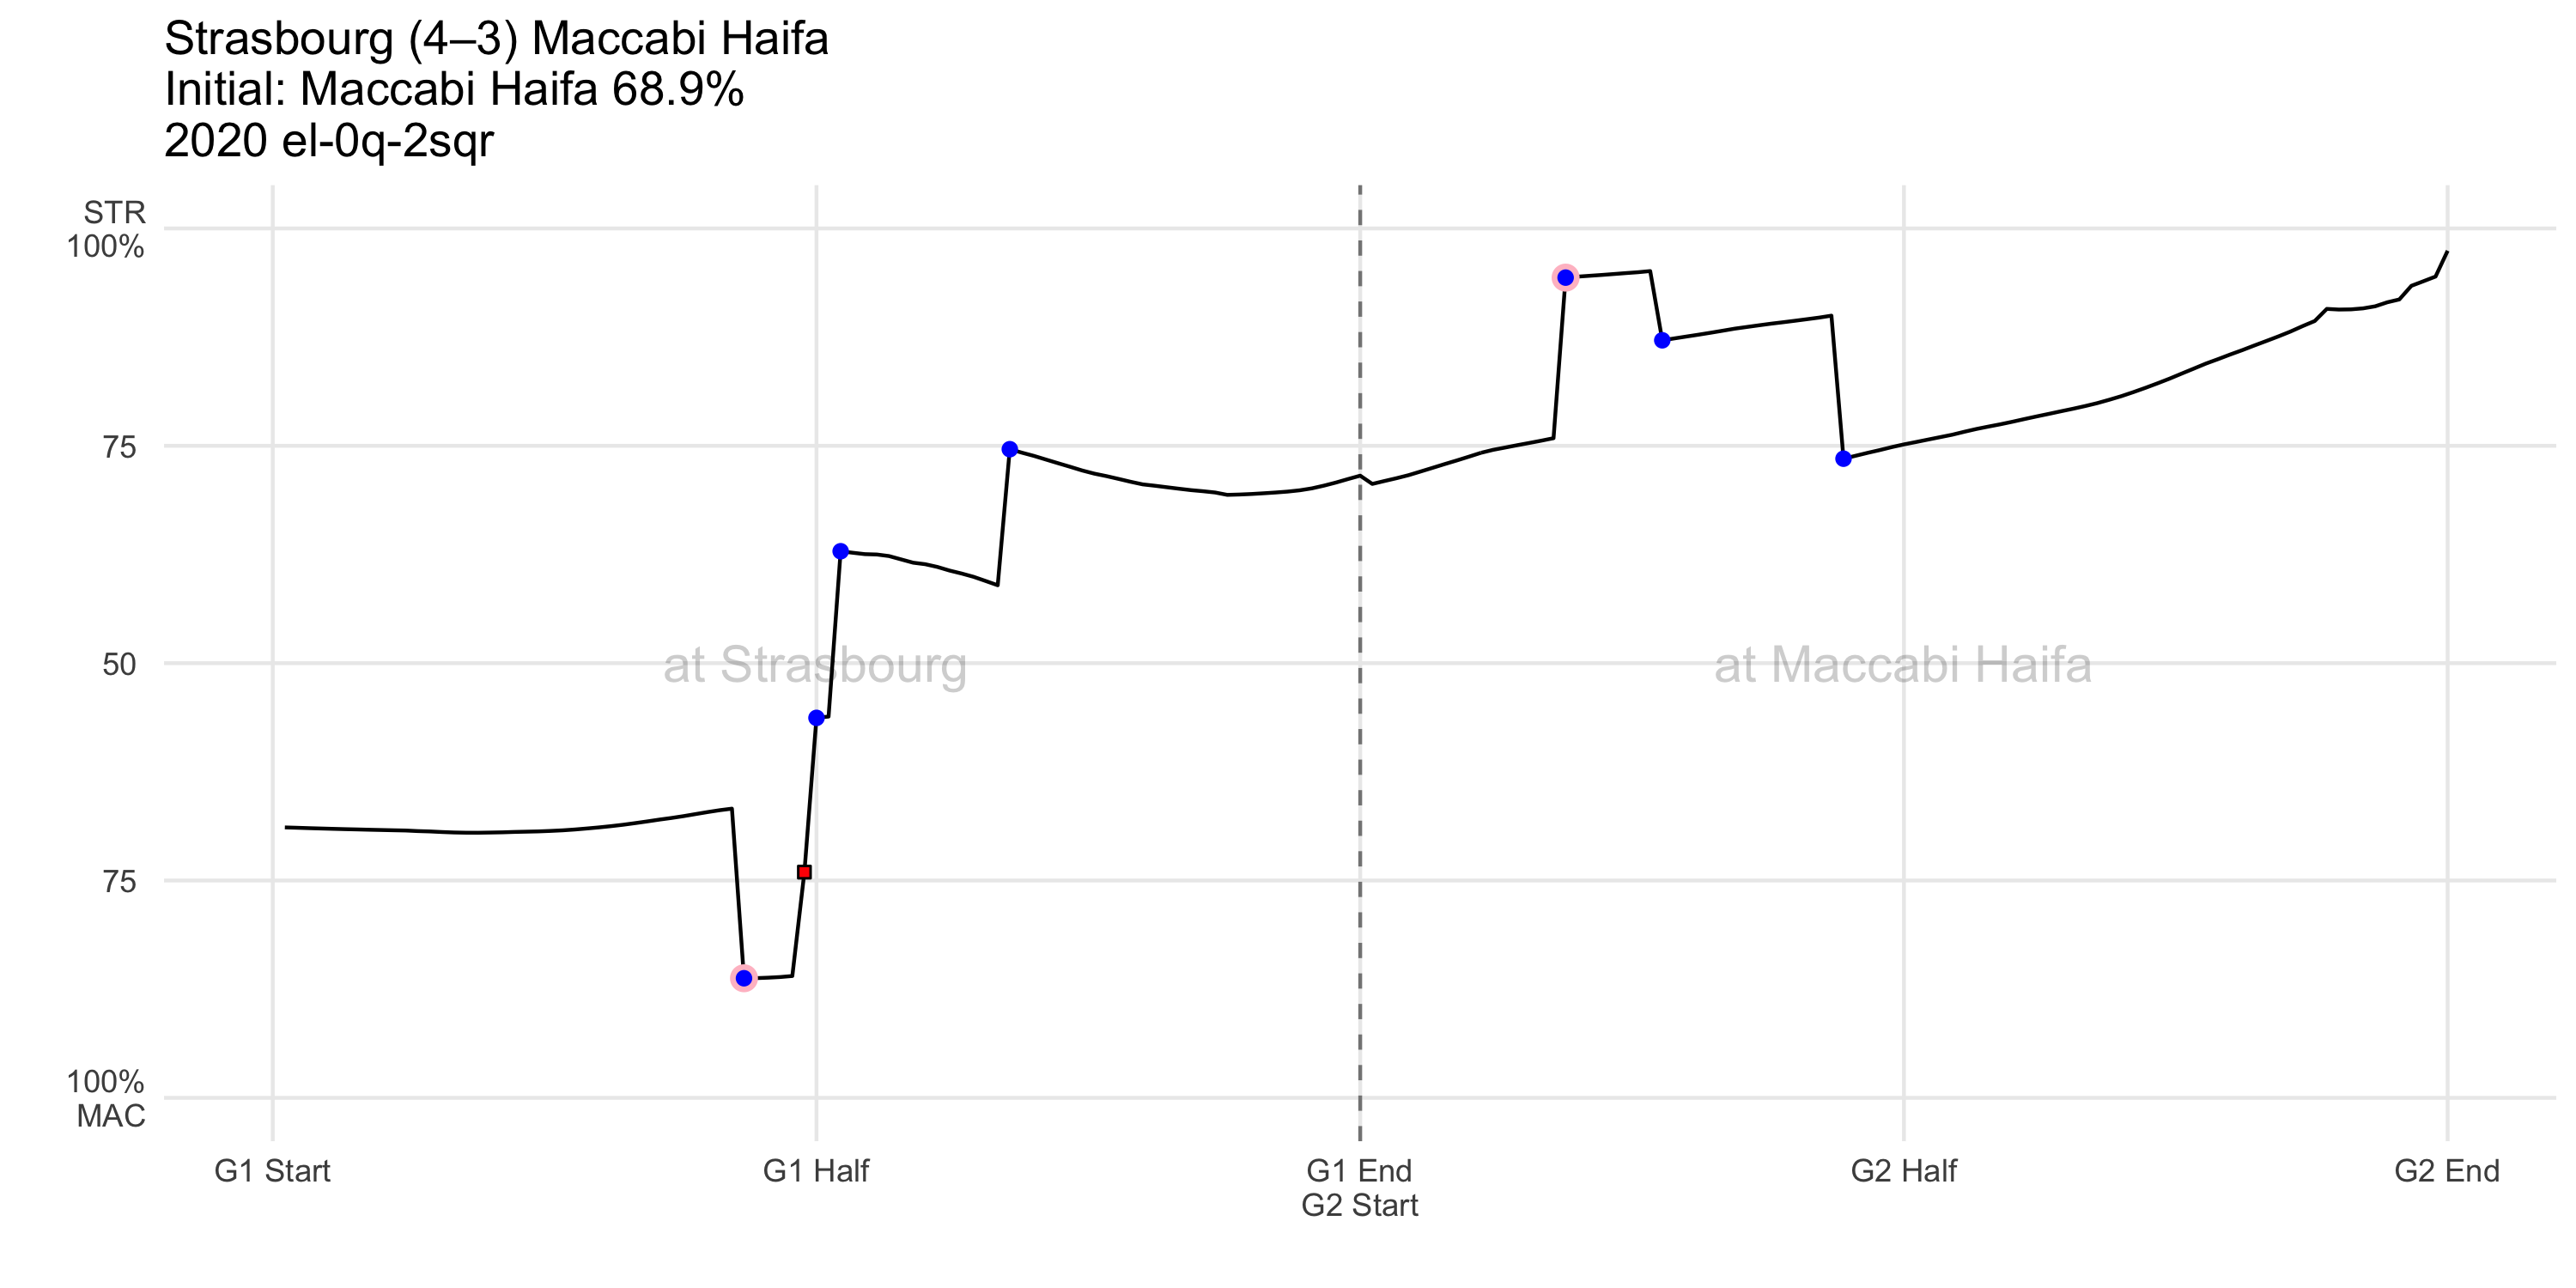 Strasbourg (4–3) Maccabi Haifa
Initial: Maccabi Haifa 68.9%
2020 el-0q-2sqr
STR
100%
75
50
75
100%
MAC
at Strasbourg
at Maccabi Haifa
G1 Start
G1 Half
G1 End
G2 Start
G2 Half
G2 End